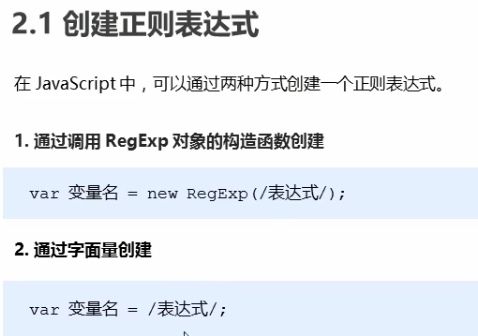 2.1 创建正则表达式
在 JavaScript 中，可以通过两种方式创建一个正则表达式。
1. 通过调用 RegExp 对象的构造函数创建
var 变量名 = new RegExp(/表达式/);
2. 通过字面量创建
var 变量名 = /表达式/;